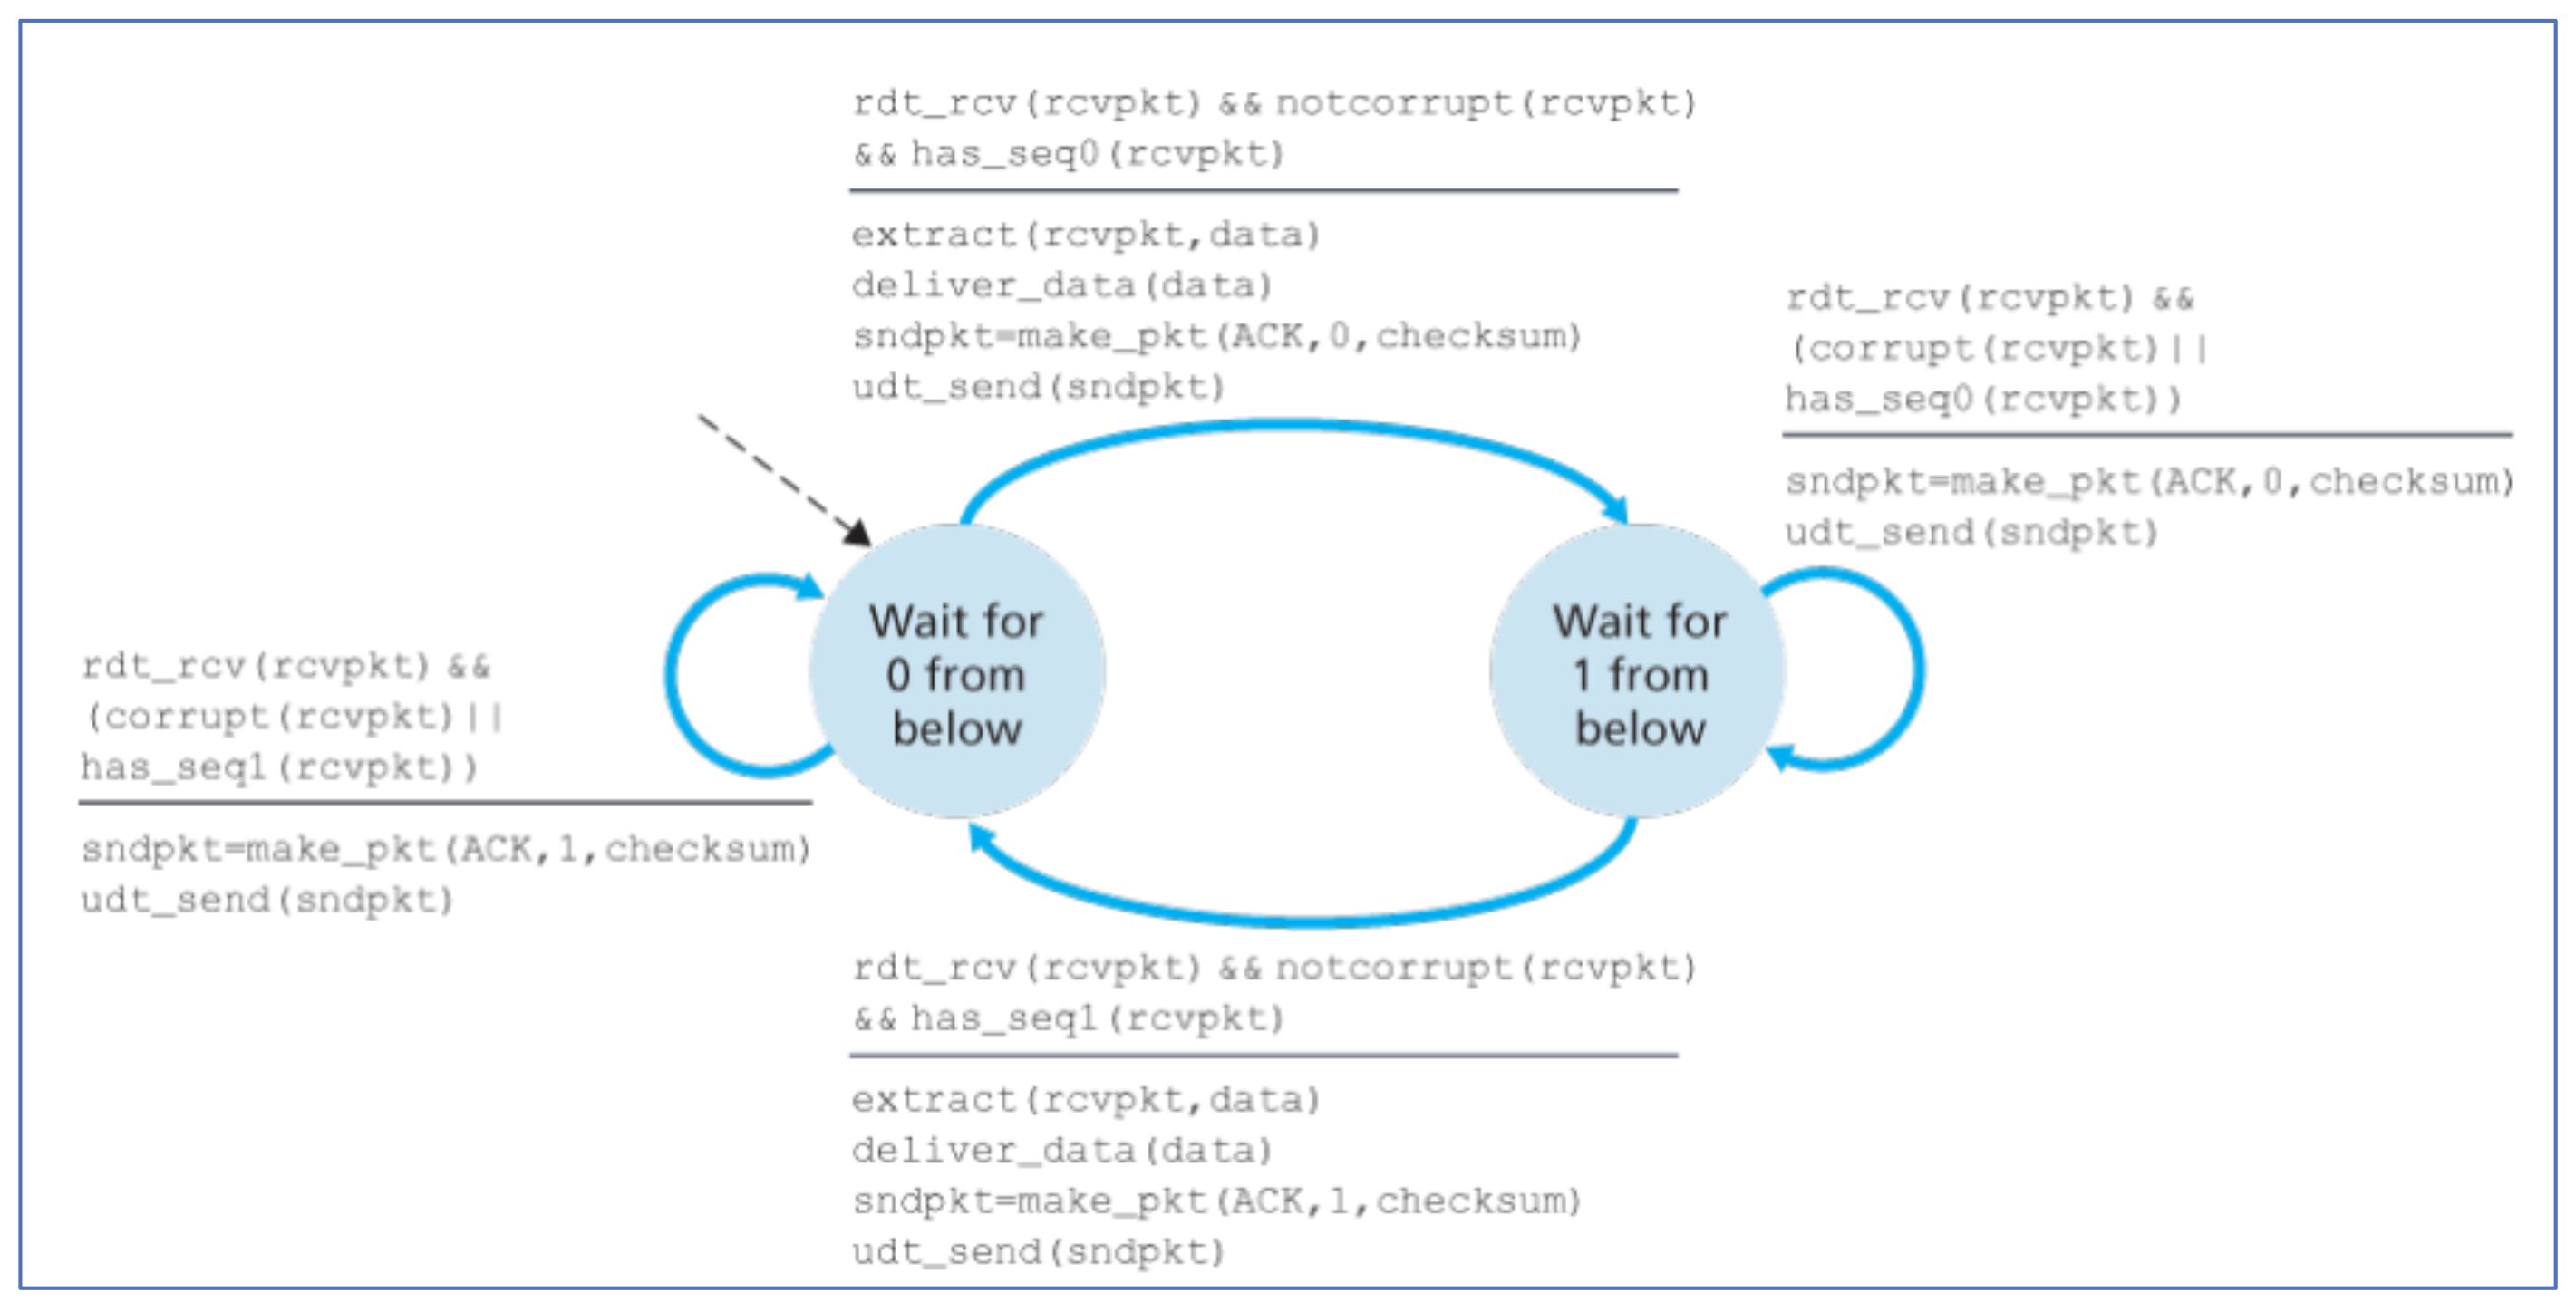 rdt_rcv(rcvpkt) && notcorrupt(rcvpkt)
&& has_seq0(rcvpkt)
extract(rcvpkt,data)
deliver_data(data)
sndpkt=make_pkt(ACK,0,checksum)
udt_send(sndpkt)
rdt_rcv(rcvpkt) &&
(corrupt(rcvpkt)||
has_seq0(rcvpkt))
sndpkt=make_pkt(ACK,0,checksum)
udt_send(sndpkt)
Wait for
0 from
below
Wait for
1 from
below
rdt_rcv(rcvpkt) &&
(corrupt(rcvpkt)||
has_seq1(rcvpkt))
sndpkt=make_pkt(ACK,1,checksum)
udt_send(sndpkt)
rdt_rcv(rcvpkt) && notcorrupt(rcvpkt)
&& has_seq1(rcvpkt)
extract(rcvpkt,data)
deliver_data(data)
sndpkt=make_pkt(ACK,1,checksum)
udt_send(sndpkt)